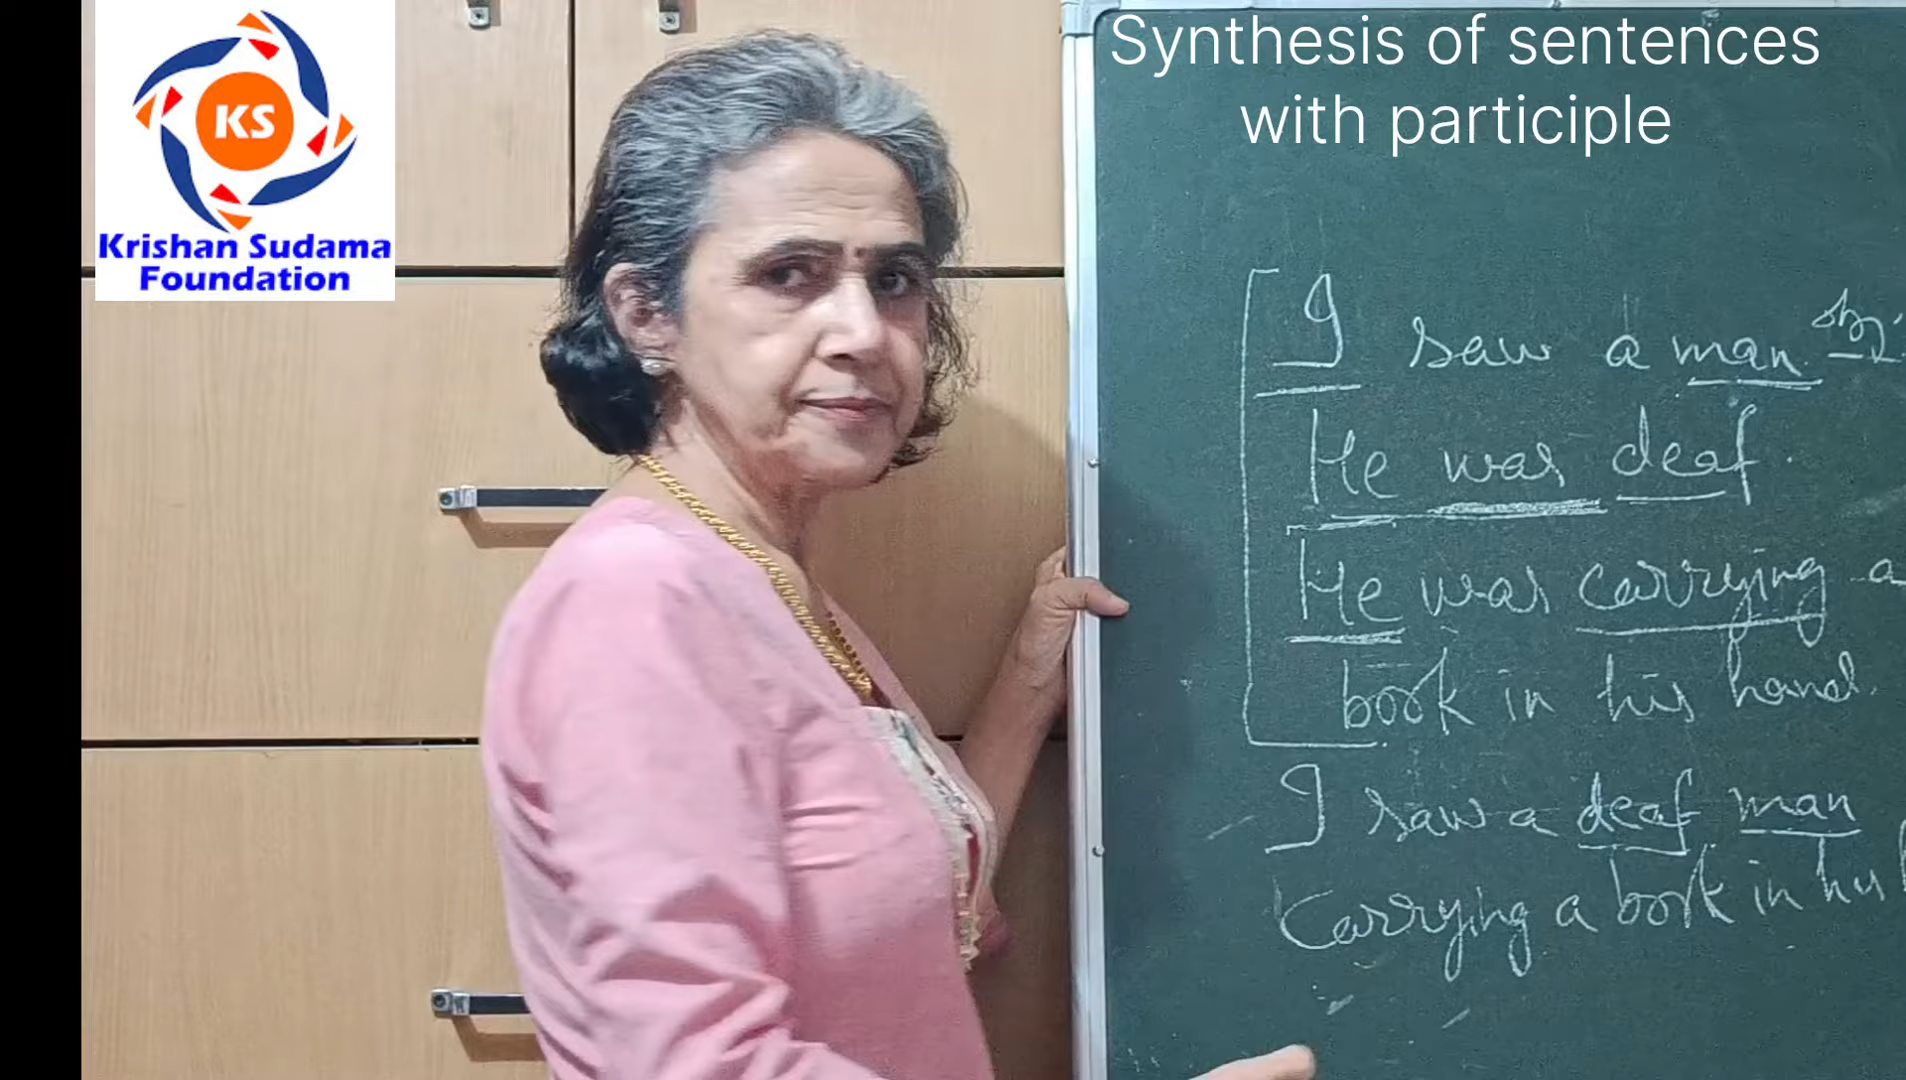 KS
Krishan Sudama
Foundation
Synthesis of sentences
with participle
I saw a man.
He was deaf.
He was carrying a
book in his hand.
I saw a deaf man
Carrying a book in his